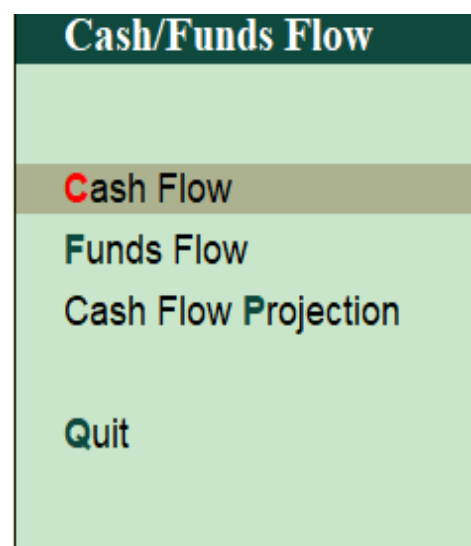 Cash/Funds Flow
Cash Flow
Funds Flow
Cash Flow Projection
Quit